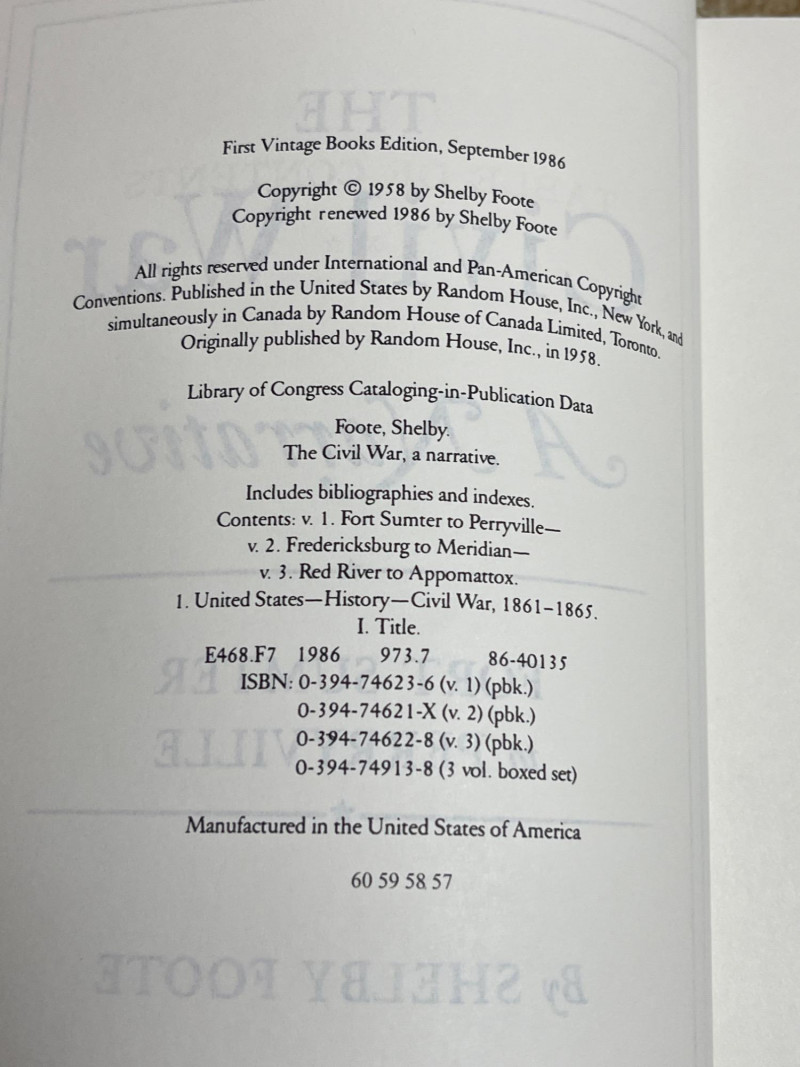 First Vintage Books Edition, September 1986
Copyright © 1958 by Shelby Foote
Copyright renewed 1986 by Shelby Foote
All rights reserved under International and Pan-American Copyright
Conventions. Published in the United States by Random House, Inc., New York, and
simultaneously in Canada by Random House of Canada Limited, Toronto.
Originally published by Random House, Inc., in 1958.
Library of Congress Cataloging-in-Publication Data
Foote, Shelby.
The Civil War, a narrative.
Includes bibliographies and indexes.
Contents: v. 1. Fort Sumter to Perryville—
v. 2. Fredericksburg to Meridian—
v. 3. Red River to Appomattox.
1. United States—History—Civil War, 1861–1865.
I. Title.
E468.F7 1986 973.7 86-40135
ISBN: 0-394-74623-6 (v. 1) (pbk.)
0-394-74621-X (v. 2) (pbk.)
0-394-74622-8 (v. 3) (pbk.)
0-394-74913-8 (3 vol. boxed set)
Manufactured in the United States of America
60 59 58 57